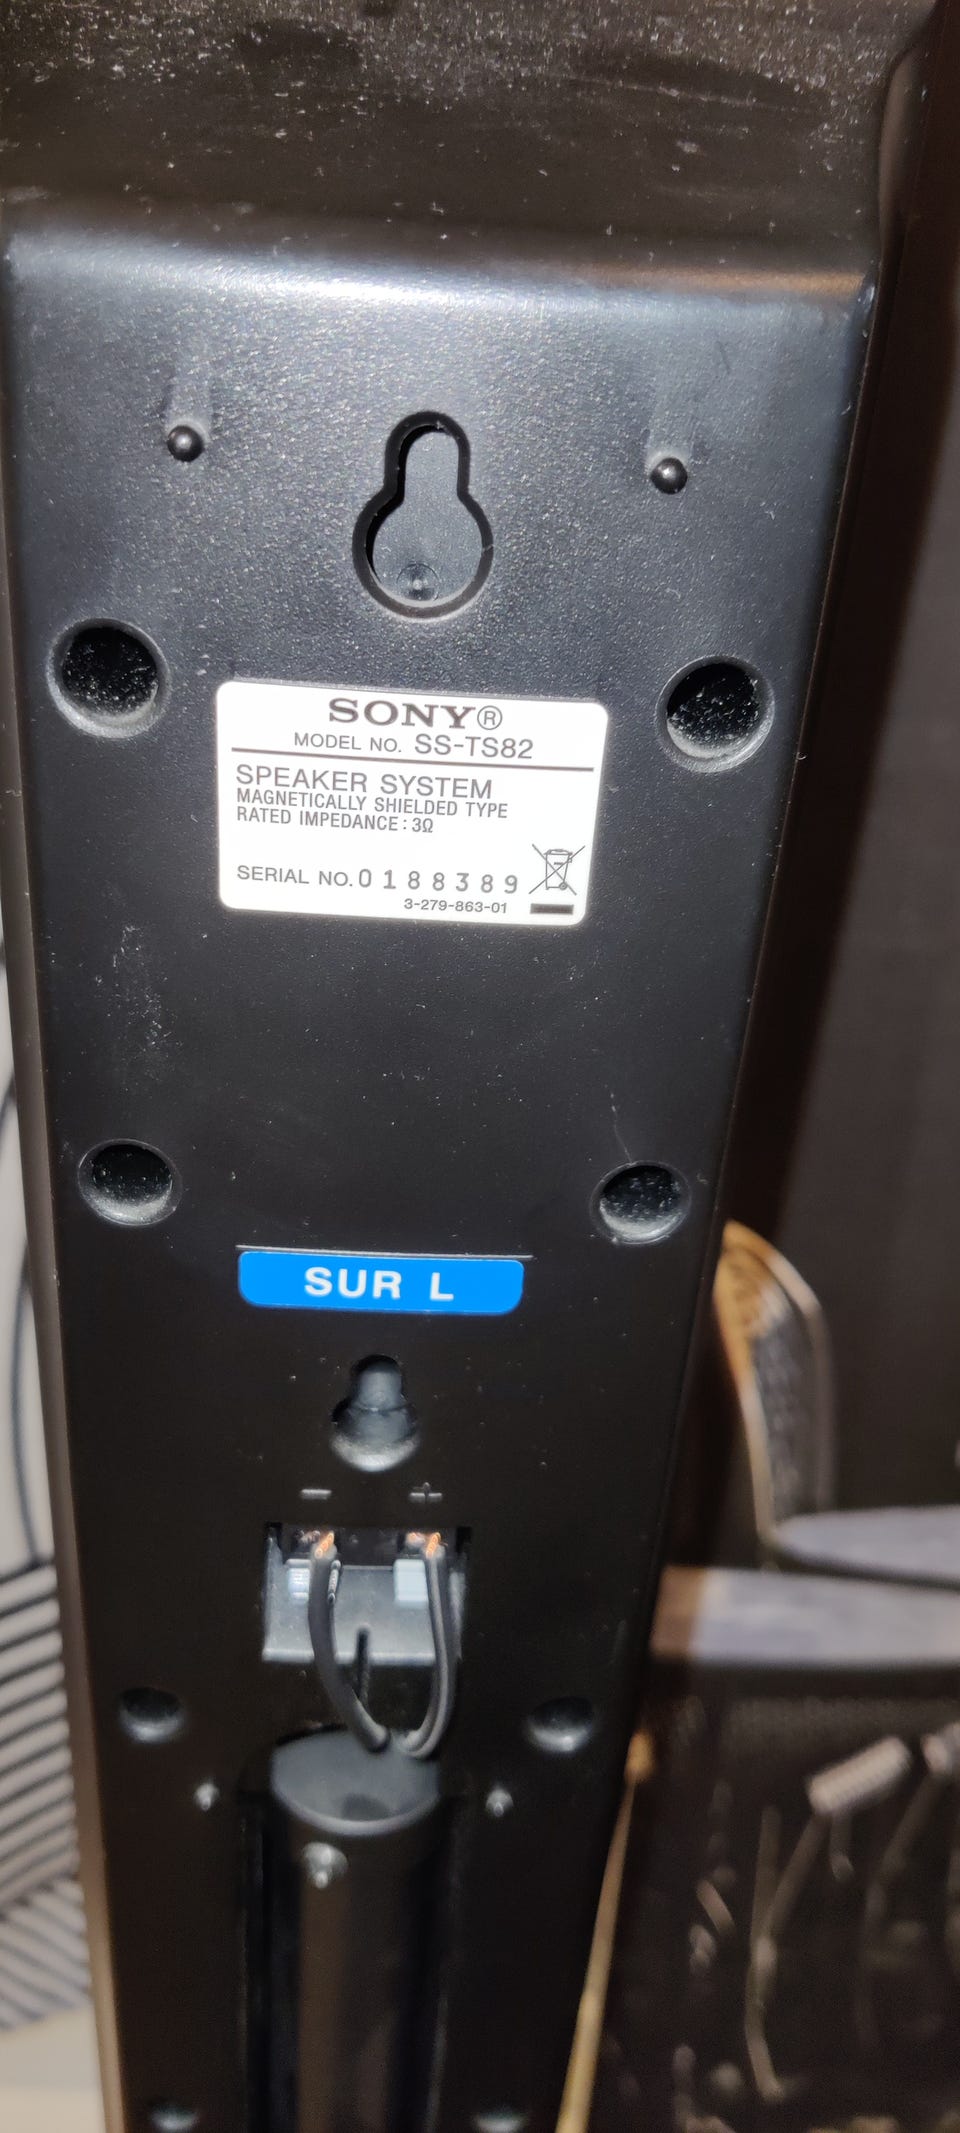 SONY®
MODEL NO. SS-TS82
SPEAKER SYSTEM
MAGNETICALLY SHIELDED TYPE
RATED IMPEDANCE : 3Ω
SERIAL NO. 0188389
3-279-863-01
SUR L
− +